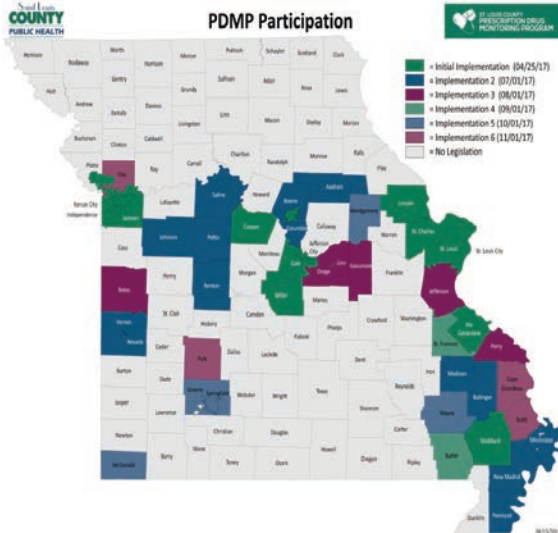 Saint Louis
COUNTY
PUBLIC HEALTH
PDMP Participation
ST. LOUIS COUNTY
PRESCRIPTION DRUG
MONITORING PROGRAM
= Initial Implementation (04/25/17)
= Implementation 2 (07/01/17)
= Implementation 3 (08/01/17)
= Implementation 4 (09/01/17)
= Implementation 5 (10/01/17)
= Implementation 6 (11/01/17)
= No Legislation
Worth
Putnam
Schuyler
Scotland
Clark
Nodaway
Harrison
Mercer
Gentry
Sullivan
Adair
Knox
Lewis
Holt
Andrew
Daviess
Grundy
DeKalb
Livingston
Linn
Macon
Shelby
Marion
Buchanan
Clinton
Caldwell
Chariton
Randolph
Monroe
Ralls
Pike
Platte
Clay
Ray
Carroll
Kansas City
Independence
Jackson
Lafayette
Saline
Howard
Boone
Columbia
Audrain
Montgomery
Lincoln
Callaway
Warren
St. Charles
St. Louis
St. Louis City
Johnson
Pettis
Cooper
Cass
Moniteau
Jefferson
City
Cole
Osage
Gasconade
Franklin
Jefferson
Henry
Benton
Morgan
Miller
Bates
Maries
Camden
St. Clair
Hickory
Vernon
Nevada
Cedar
Polk
Dallas
Laclede
Pulaski
Phelps
Crawford
Washington
Ste
Genevieve
St. Francois
Perry
Dent
Iron
Madison
Bollinger
Cape
Girardeau
Barton
Dade
Greene
Springfield
Webster
Wright
Texas
Shannon
Reynolds
Wayne
Scott
Jasper
Lawrence
Christian
Douglas
Carter
Stoddard
Mississippi
Newton
Barry
Stone
Taney
Ozark
Howell
Oregon
Ripley
Butler
New Madrid
McDonald
Dunklin
Pemiscot